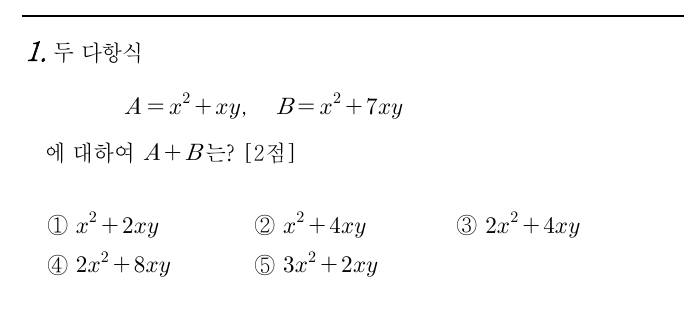 1. 두 다항식
A = x² + xy, B = x² + 7xy
에 대하여 A + B는? [2점]
① x² + 2xy ② x² + 4xy ③ 2x² + 4xy
④ 2x² + 8xy ⑤ 3x² + 2xy